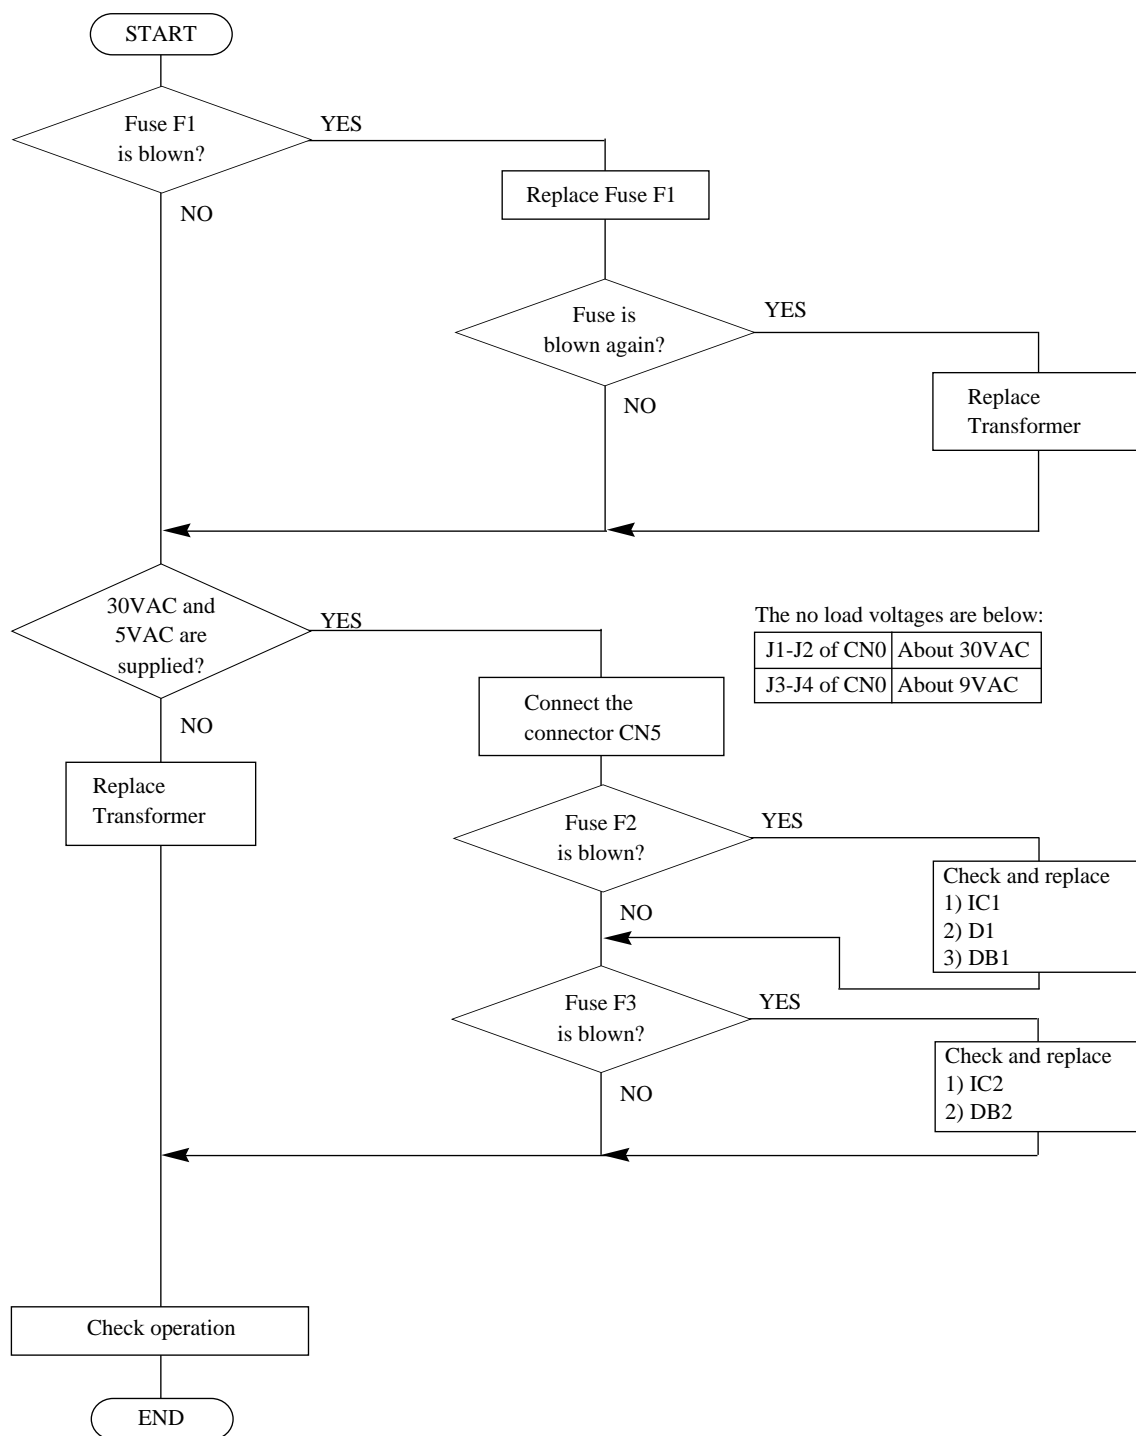 START
Fuse F1
is blown?
YES
NO
Replace Fuse F1
Fuse is
blown again?
YES
NO
Replace
Transformer
30VAC and
5VAC are
supplied?
YES
NO
The no load voltages are below:
J1-J2 of CN0 About 30VAC
J3-J4 of CN0 About 9VAC
Connect the
connector CN5
Replace
Transformer
Fuse F2
is blown?
YES
NO
Check and replace
1) IC1
2) D1
3) DB1
Fuse F3
is blown?
YES
NO
Check and replace
1) IC2
2) DB2
Check operation
END